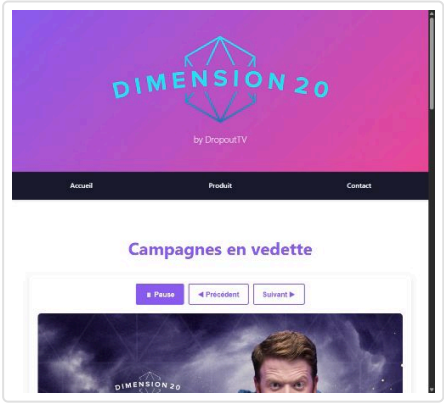 DIMENSION 20
by DropoutTV
Accueil Produit Contact
Campagnes en vedette
⏸ Pause ◀ Précédent Suivant ▶
DIMENSION 20